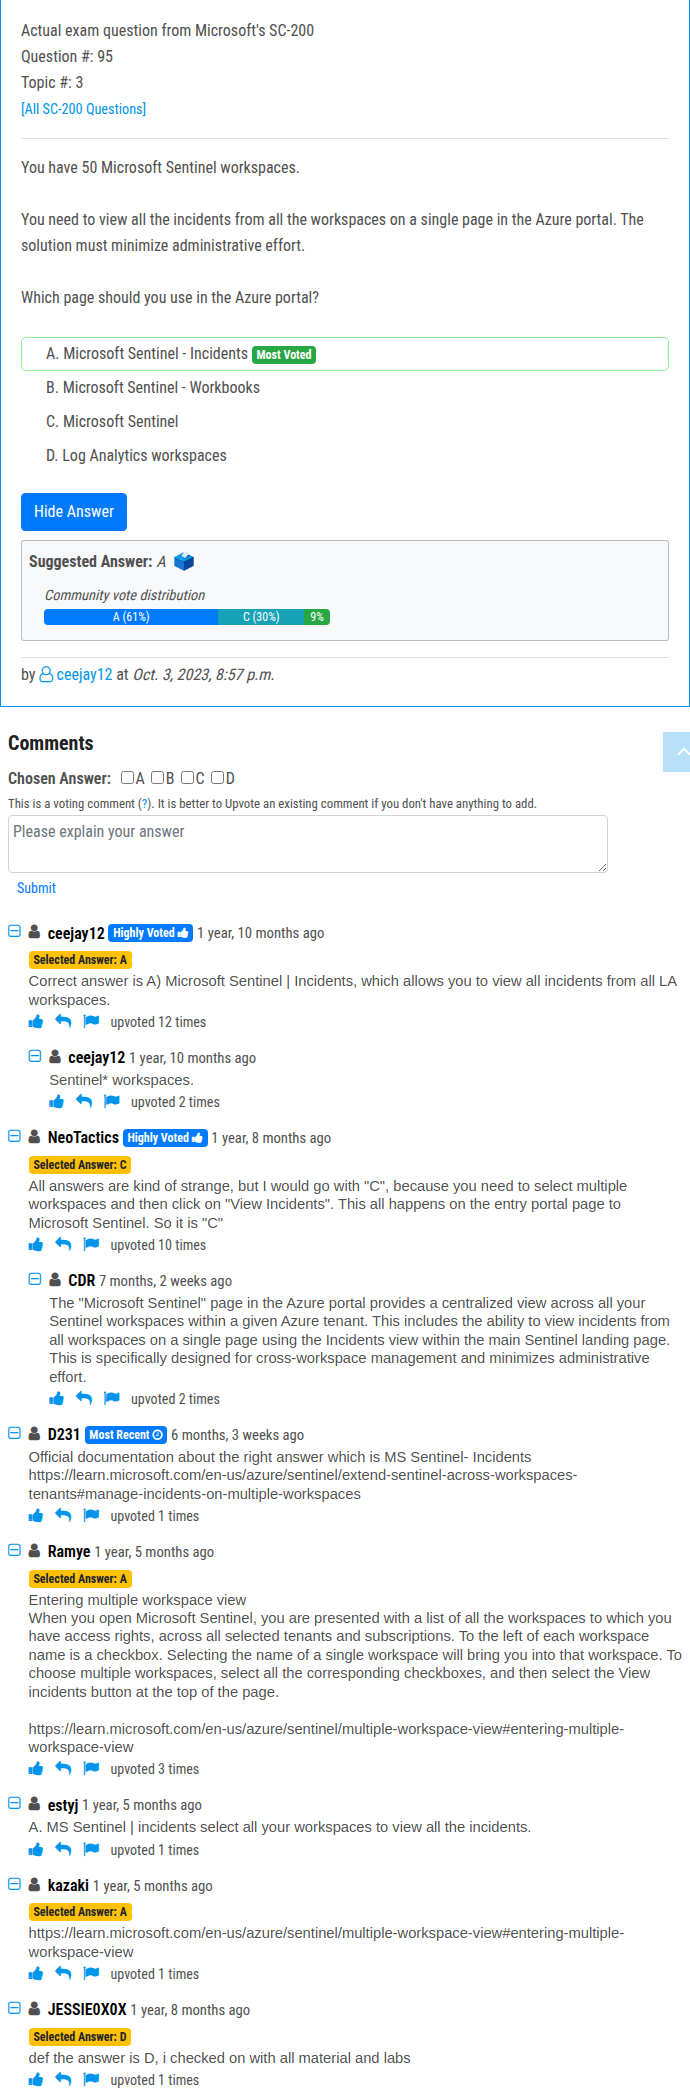 Actual exam question from Microsoft's SC-200
Question #: 95
Topic #: 3
[All SC-200 Questions]
You have 50 Microsoft Sentinel workspaces.
You need to view all the incidents from all the workspaces on a single page in the Azure portal. The
solution must minimize administrative effort.
Which page should you use in the Azure portal?
A. Microsoft Sentinel - Incidents Most Voted
B. Microsoft Sentinel - Workbooks
C. Microsoft Sentinel
D. Log Analytics workspaces
Hide Answer
Suggested Answer: A
Community vote distribution
A (61%) C (30%) 9%
by ceejay12 at Oct. 3, 2023, 8:57 p.m.
Comments
Chosen Answer: A B C D
This is a voting comment (?). It is better to Upvote an existing comment if you don't have anything to add.
Please explain your answer
Submit
ceejay12 Highly Voted 1 year, 10 months ago
Selected Answer: A
Correct answer is A) Microsoft Sentinel | Incidents, which allows you to view all incidents from all LA
workspaces.
upvoted 12 times
ceejay12 1 year, 10 months ago
Sentinel* workspaces.
upvoted 2 times
NeoTactics Highly Voted 1 year, 8 months ago
Selected Answer: C
All answers are kind of strange, but I would go with "C", because you need to select multiple
workspaces and then click on "View Incidents". This all happens on the entry portal page to
Microsoft Sentinel. So it is "C"
upvoted 10 times
CDR 7 months, 2 weeks ago
The "Microsoft Sentinel" page in the Azure portal provides a centralized view across all your
Sentinel workspaces within a given Azure tenant. This includes the ability to view incidents from
all workspaces on a single page using the Incidents view within the main Sentinel landing page.
This is specifically designed for cross-workspace management and minimizes administrative
effort.
upvoted 2 times
D231 Most Recent 6 months, 3 weeks ago
Official documentation about the right answer which is MS Sentinel- Incidents
https://learn.microsoft.com/en-us/azure/sentinel/extend-sentinel-across-workspaces-
tenants#manage-incidents-on-multiple-workspaces
upvoted 1 times
Ramye 1 year, 5 months ago
Selected Answer: A
Entering multiple workspace view
When you open Microsoft Sentinel, you are presented with a list of all the workspaces to which you
have access rights, across all selected tenants and subscriptions. To the left of each workspace
name is a checkbox. Selecting the name of a single workspace will bring you into that workspace. To
choose multiple workspaces, select all the corresponding checkboxes, and then select the View
incidents button at the top of the page.
https://learn.microsoft.com/en-us/azure/sentinel/multiple-workspace-view#entering-multiple-
workspace-view
upvoted 3 times
estyj 1 year, 5 months ago
A. MS Sentinel | incidents select all your workspaces to view all the incidents.
upvoted 1 times
kazaki 1 year, 5 months ago
Selected Answer: A
https://learn.microsoft.com/en-us/azure/sentinel/multiple-workspace-view#entering-multiple-
workspace-view
upvoted 1 times
JESSIE0X0X 1 year, 8 months ago
Selected Answer: D
def the answer is D, i checked on with all material and labs
upvoted 1 times